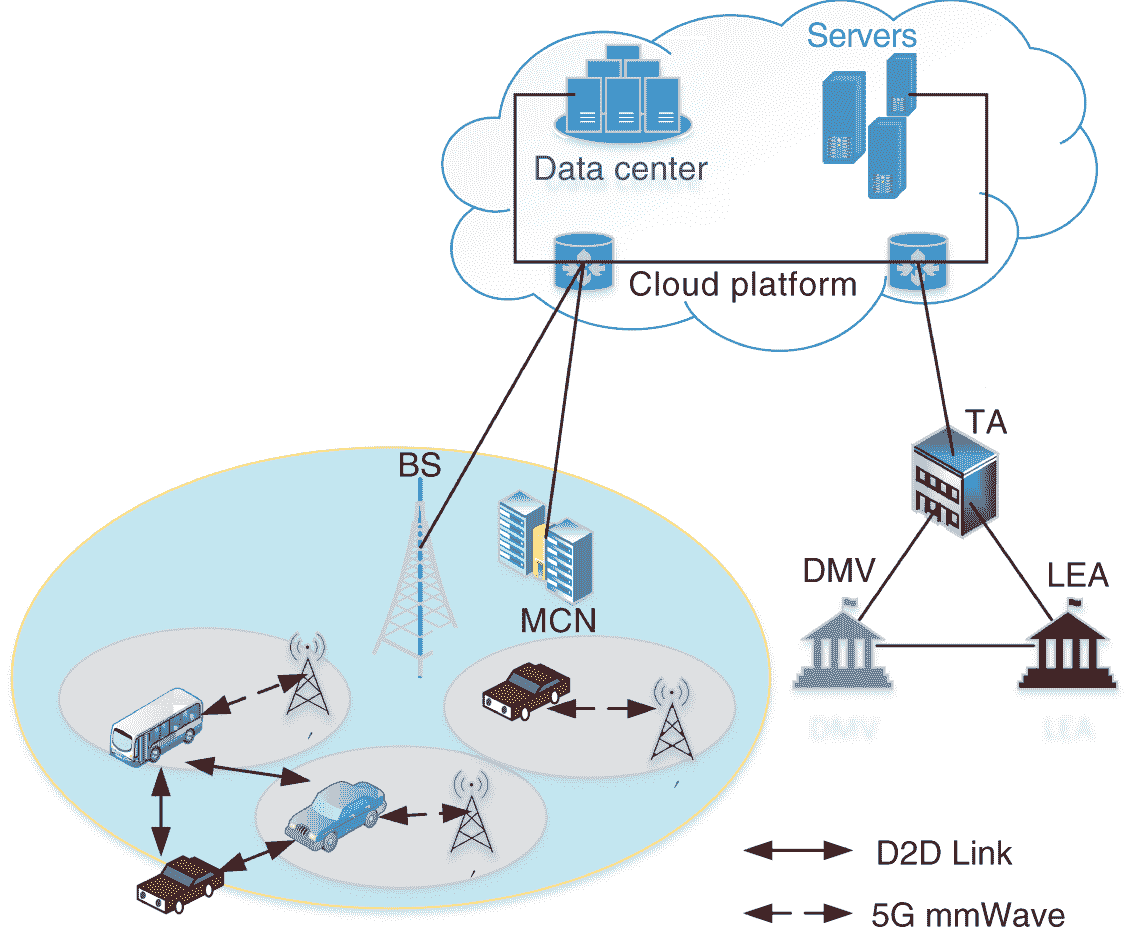 Servers
Data center
Cloud platform
TA
BS
DMV
LEA
MCN
DMV
LEA
D2D Link
5G mmWave